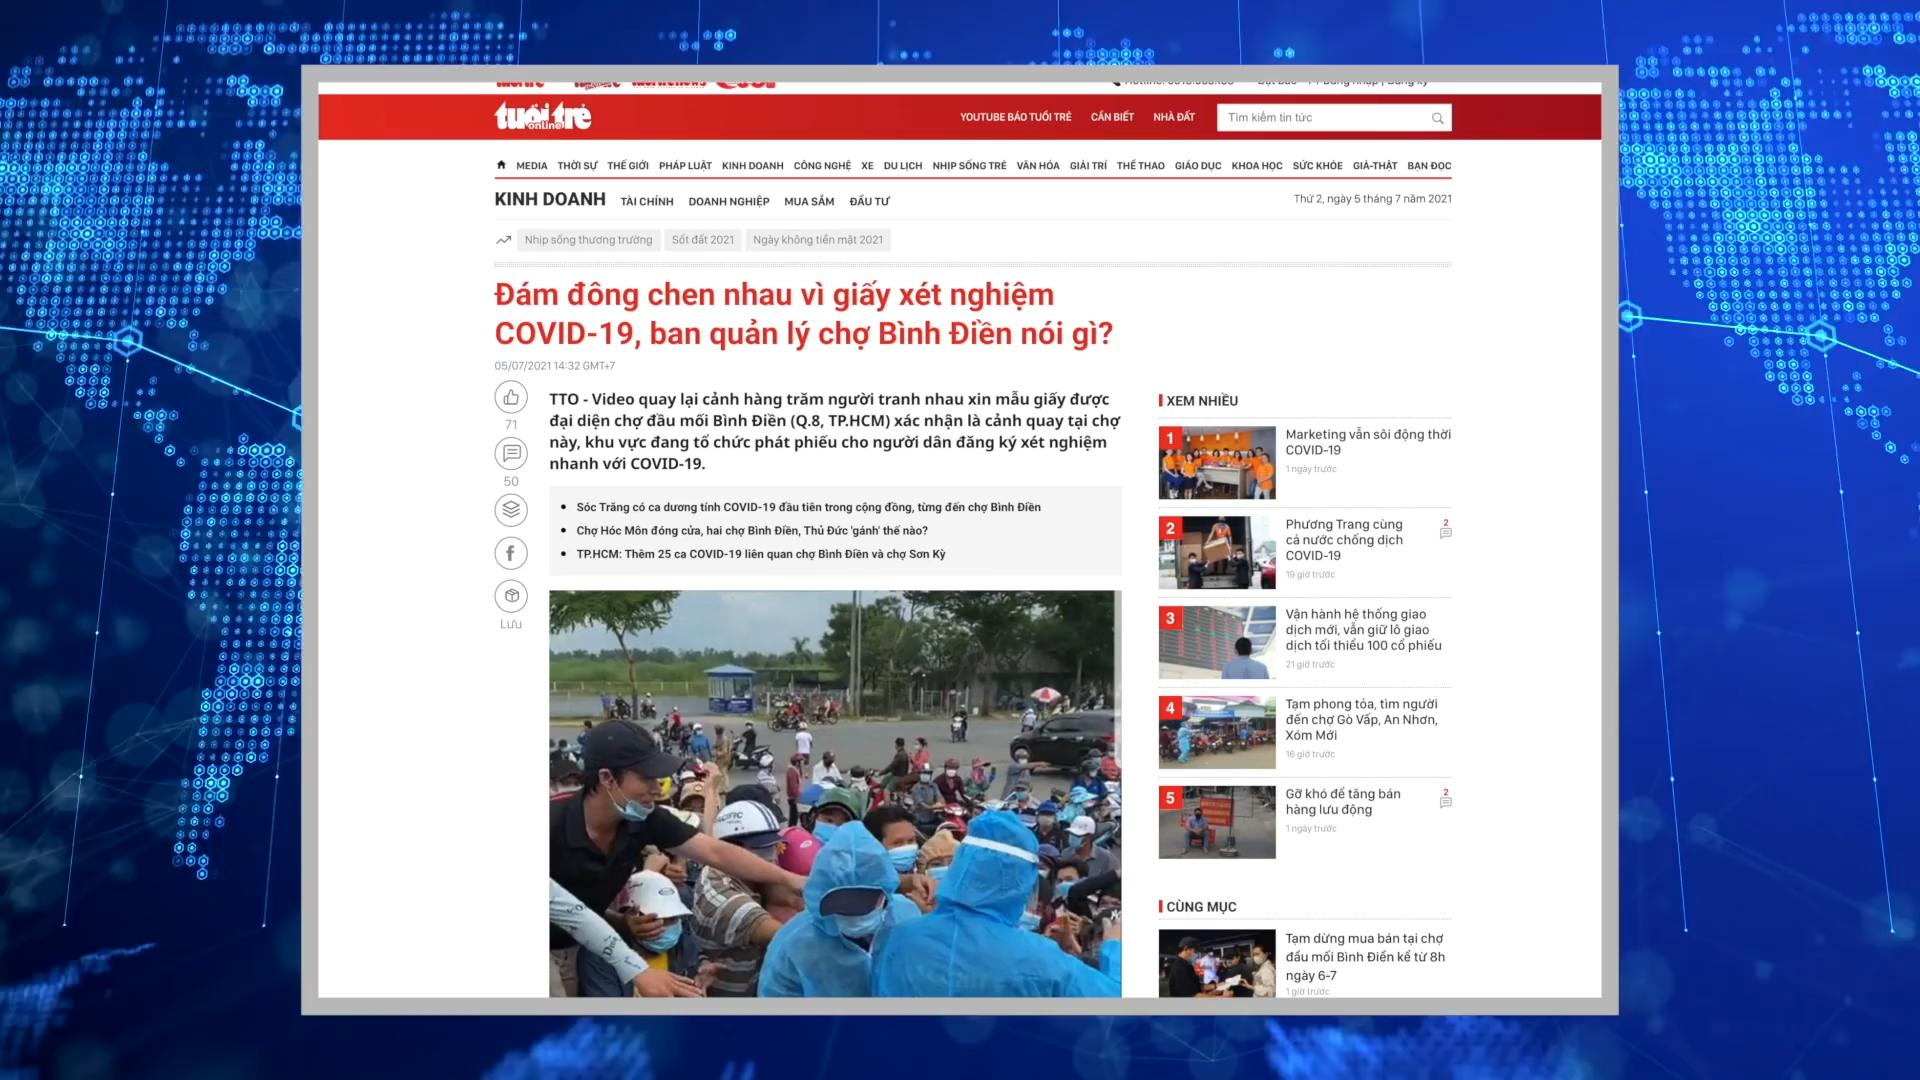 tuổi trẻ
online
YOUTUBE BÁO TUỔI TRẺ CẦN BIẾT NHÀ ĐẤT Tìm kiếm tin tức
MEDIA THỜI SỰ THẾ GIỚI PHÁP LUẬT KINH DOANH CÔNG NGHỆ XE DU LỊCH NHỊP SỐNG TRẺ VĂN HÓA GIẢI TRÍ THỂ THAO GIÁO DỤC KHOA HỌC SỨC KHỎE GIẢ-THẬT BẠN ĐỌC
KINH DOANH TÀI CHÍNH DOANH NGHIỆP MUA SẮM ĐẦU TƯ Thứ 2, ngày 5 tháng 7 năm 2021
Nhịp sống thương trường Sốt đất 2021 Ngày không tiền mặt 2021
Đám đông chen nhau vì giấy xét nghiệm
COVID-19, ban quản lý chợ Bình Điền nói gì?
05/07/2021 14:32 GMT+7
71
50
Lưu
TTO - Video quay lại cảnh hàng trăm người tranh nhau xin mẫu giấy được
đại diện chợ đầu mối Bình Điền (Q.8, TP.HCM) xác nhận là cảnh quay tại chợ
này, khu vực đang tổ chức phát phiếu cho người dân đăng ký xét nghiệm
nhanh với COVID-19.
Sóc Trăng có ca dương tính COVID-19 đầu tiên trong cộng đồng, từng đến chợ Bình Điền
Chợ Hóc Môn đóng cửa, hai chợ Bình Điền, Thủ Đức 'gánh' thế nào?
TP.HCM: Thêm 25 ca COVID-19 liên quan chợ Bình Điền và chợ Sơn Kỳ
XEM NHIỀU
1
Marketing vẫn sôi động thời
COVID-19
1 ngày trước
2
Phương Trang cùng
cả nước chống dịch
COVID-19
2
19 giờ trước
3
Vận hành hệ thống giao
dịch mới, vẫn giữ lô giao
dịch tối thiểu 100 cổ phiếu
21 giờ trước
4
Tạm phong tỏa, tìm người
đến chợ Gò Vấp, An Nhơn,
Xóm Mới
16 giờ trước
5
Gỡ khó để tăng bán
hàng lưu động
2
1 ngày trước
CÙNG MỤC
Tạm dừng mua bán tại chợ
đầu mối Bình Điền kể từ 8h
ngày 6-7
1 giờ trước